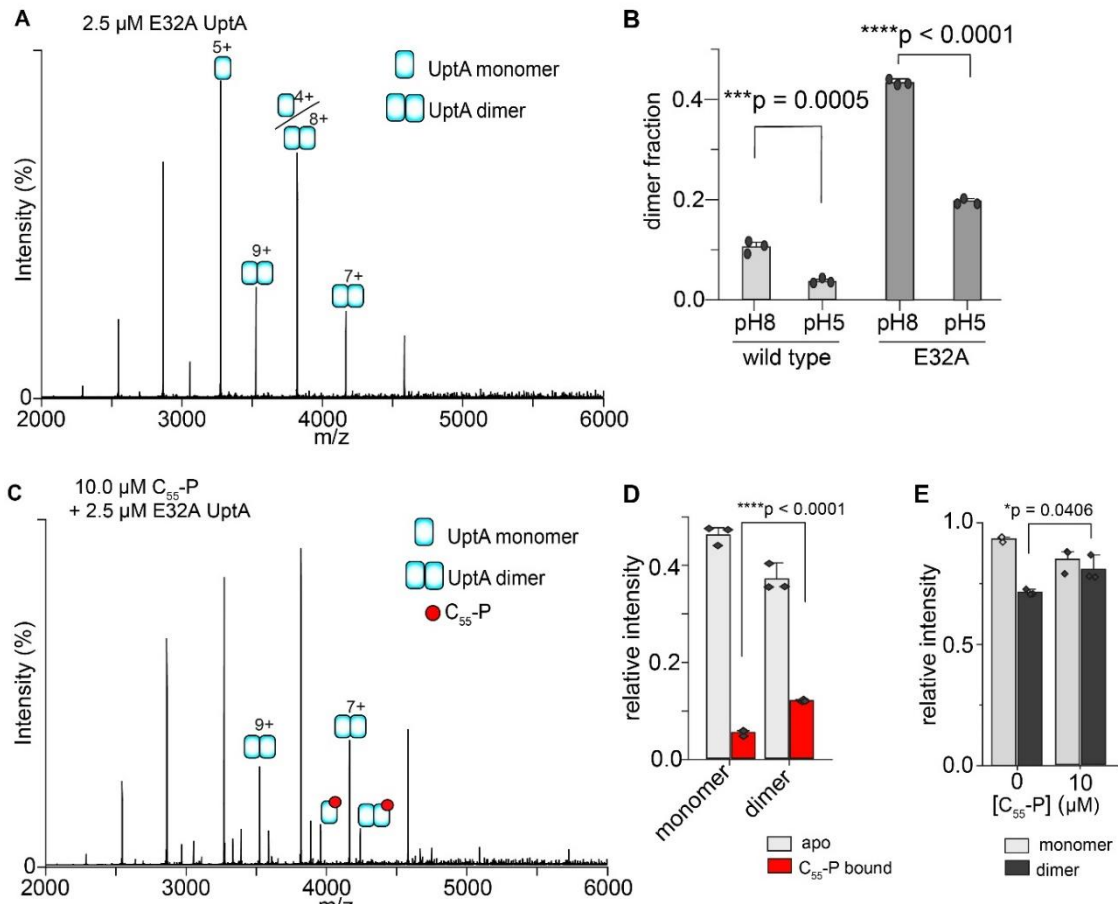 A
2.5 µM E32A UptA
5+
4+
8+
9+
7+
UptA monomer
UptA dimer
Intensity (%)
0
2000
3000
4000
5000
6000
m/z
B
****p < 0.0001
***p = 0.0005
dimer fraction
0.4
0.2
0.0
pH8
pH5
pH8
pH5
wild type
E32A
C
10.0 µM C₅₅-P
+ 2.5 µM E32A UptA
UptA monomer
UptA dimer
C₅₅-P
9+
7+
Intensity (%)
0
2000
3000
4000
5000
6000
m/z
D
****p < 0.0001
relative intensity
0.4
0.2
0.0
monomer
dimer
apo
C₅₅-P bound
E
*p = 0.0406
relative intensity
1.0
0.5
0.0
0
10
[C₅₅-P] (µM)
monomer
dimer